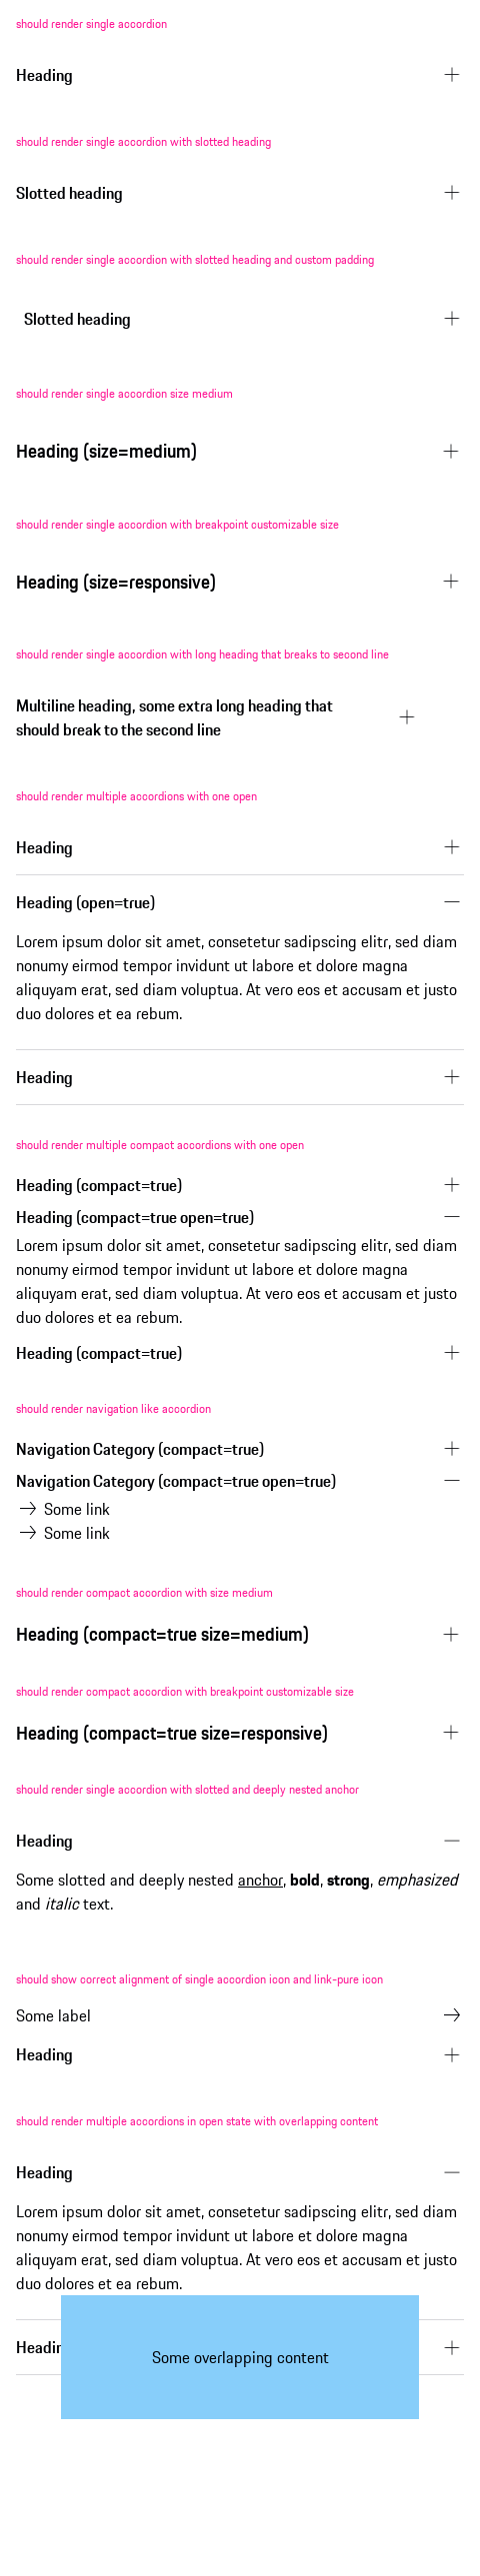 should render single accordion
Heading
should render single accordion with slotted heading
Slotted heading
should render single accordion with slotted heading and custom padding
Slotted heading
should render single accordion size medium
Heading (size=medium)
should render single accordion with breakpoint customizable size
Heading (size=responsive)
should render single accordion with long heading that breaks to second line
Multiline heading, some extra long heading that
should break to the second line
should render multiple accordions with one open
Heading
Heading (open=true)
Lorem ipsum dolor sit amet, consetetur sadipscing elitr, sed diam
nonumy eirmod tempor invidunt ut labore et dolore magna
aliquyam erat, sed diam voluptua. At vero eos et accusam et justo
duo dolores et ea rebum.
Heading
should render multiple compact accordions with one open
Heading (compact=true)
Heading (compact=true open=true)
Lorem ipsum dolor sit amet, consetetur sadipscing elitr, sed diam
nonumy eirmod tempor invidunt ut labore et dolore magna
aliquyam erat, sed diam voluptua. At vero eos et accusam et justo
duo dolores et ea rebum.
Heading (compact=true)
should render navigation like accordion
Navigation Category (compact=true)
Navigation Category (compact=true open=true)
Some link
Some link
should render compact accordion with size medium
Heading (compact=true size=medium)
should render compact accordion with breakpoint customizable size
Heading (compact=true size=responsive)
should render single accordion with slotted and deeply nested anchor
Heading
Some slotted and deeply nested anchor, bold, strong, emphasized
and italic text.
should show correct alignment of single accordion icon and link-pure icon
Some label
Heading
should render multiple accordions in open state with overlapping content
Heading
Lorem ipsum dolor sit amet, consetetur sadipscing elitr, sed diam
nonumy eirmod tempor invidunt ut labore et dolore magna
aliquyam erat, sed diam voluptua. At vero eos et accusam et justo
duo dolores et ea rebum.
Headin
Some overlapping content